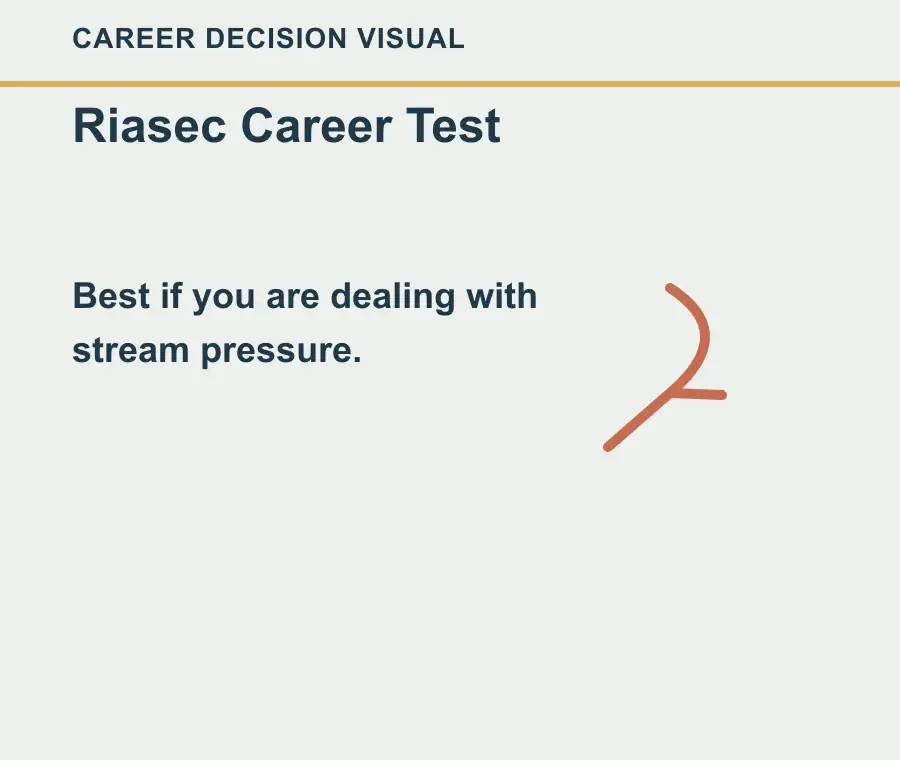 CAREER DECISION VISUAL
Riasec Career Test
Best if you are dealing with
stream pressure.